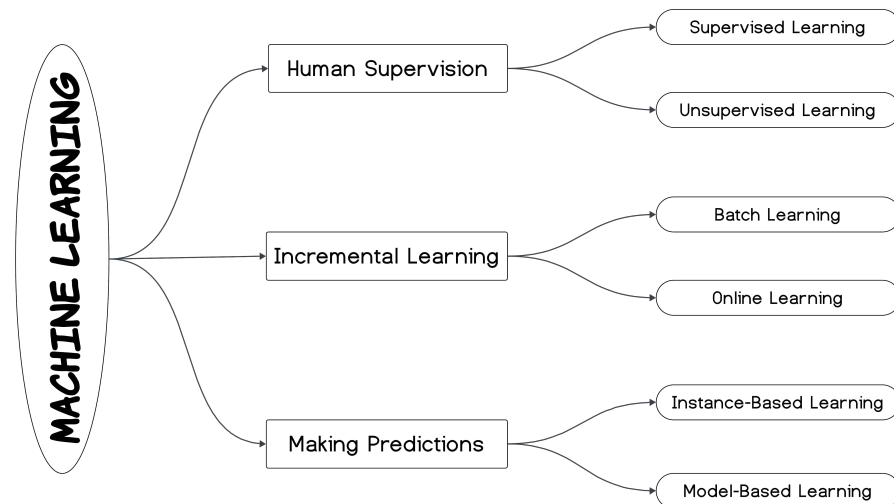 MACHINE LEARNING
Human Supervision
Supervised Learning
Unsupervised Learning
Incremental Learning
Batch Learning
Online Learning
Making Predictions
Instance-Based Learning
Model-Based Learning